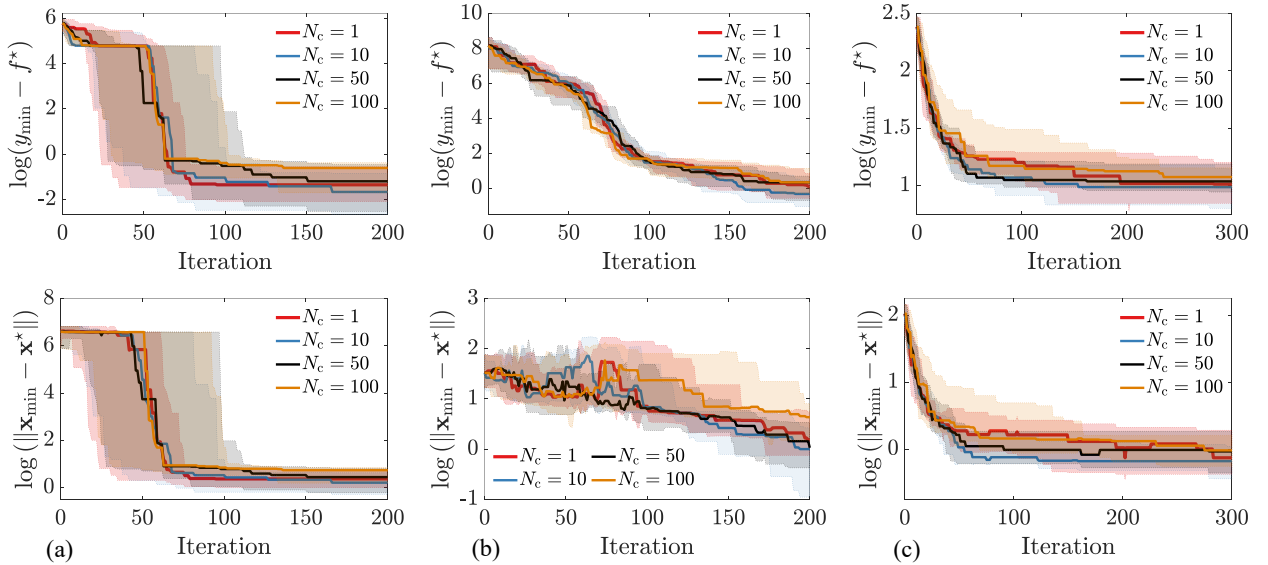 log(y_min − f⋆)
6
4
2
0
-2
0 50 100 150 200
Iteration
N_c = 1
N_c = 10
N_c = 50
N_c = 100
log(y_min − f⋆)
10
8
6
4
2
0
0 50 100 150 200
Iteration
N_c = 1
N_c = 10
N_c = 50
N_c = 100
log(y_min − f⋆)
2.5
2
1.5
1
0 100 200 300
Iteration
N_c = 1
N_c = 10
N_c = 50
N_c = 100
log (‖x_min − x⋆‖)
8
6
4
2
0
0 50 100 150 200
Iteration
N_c = 1
N_c = 10
N_c = 50
N_c = 100
(a)
log (‖x_min − x⋆‖)
3
2
1
0
-1
0 50 100 150 200
Iteration
N_c = 1 N_c = 50
N_c = 10 N_c = 100
(b)
log (‖x_min − x⋆‖)
2
1
0
0 100 200 300
Iteration
N_c = 1
N_c = 10
N_c = 50
N_c = 100
(c)